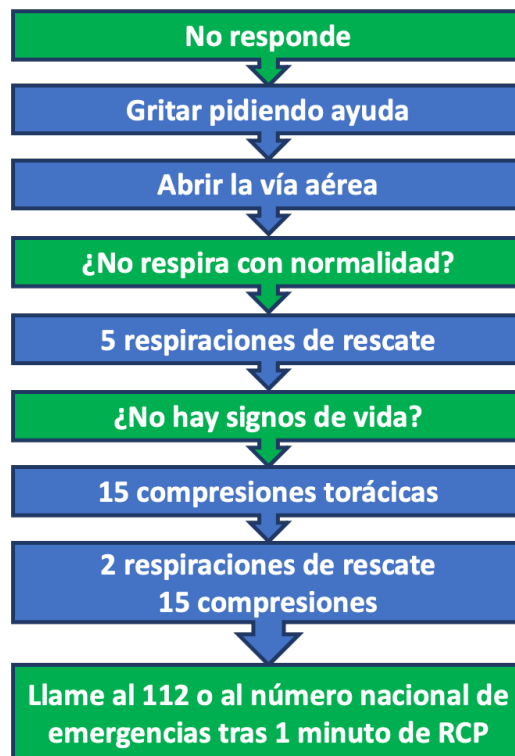 No responde
Gritar pidiendo ayuda
Abrir la vía aérea
¿No respira con normalidad?
5 respiraciones de rescate
¿No hay signos de vida?
15 compresiones torácicas
2 respiraciones de rescate
15 compresiones
Llame al 112 o al número nacional de
emergencias tras 1 minuto de RCP